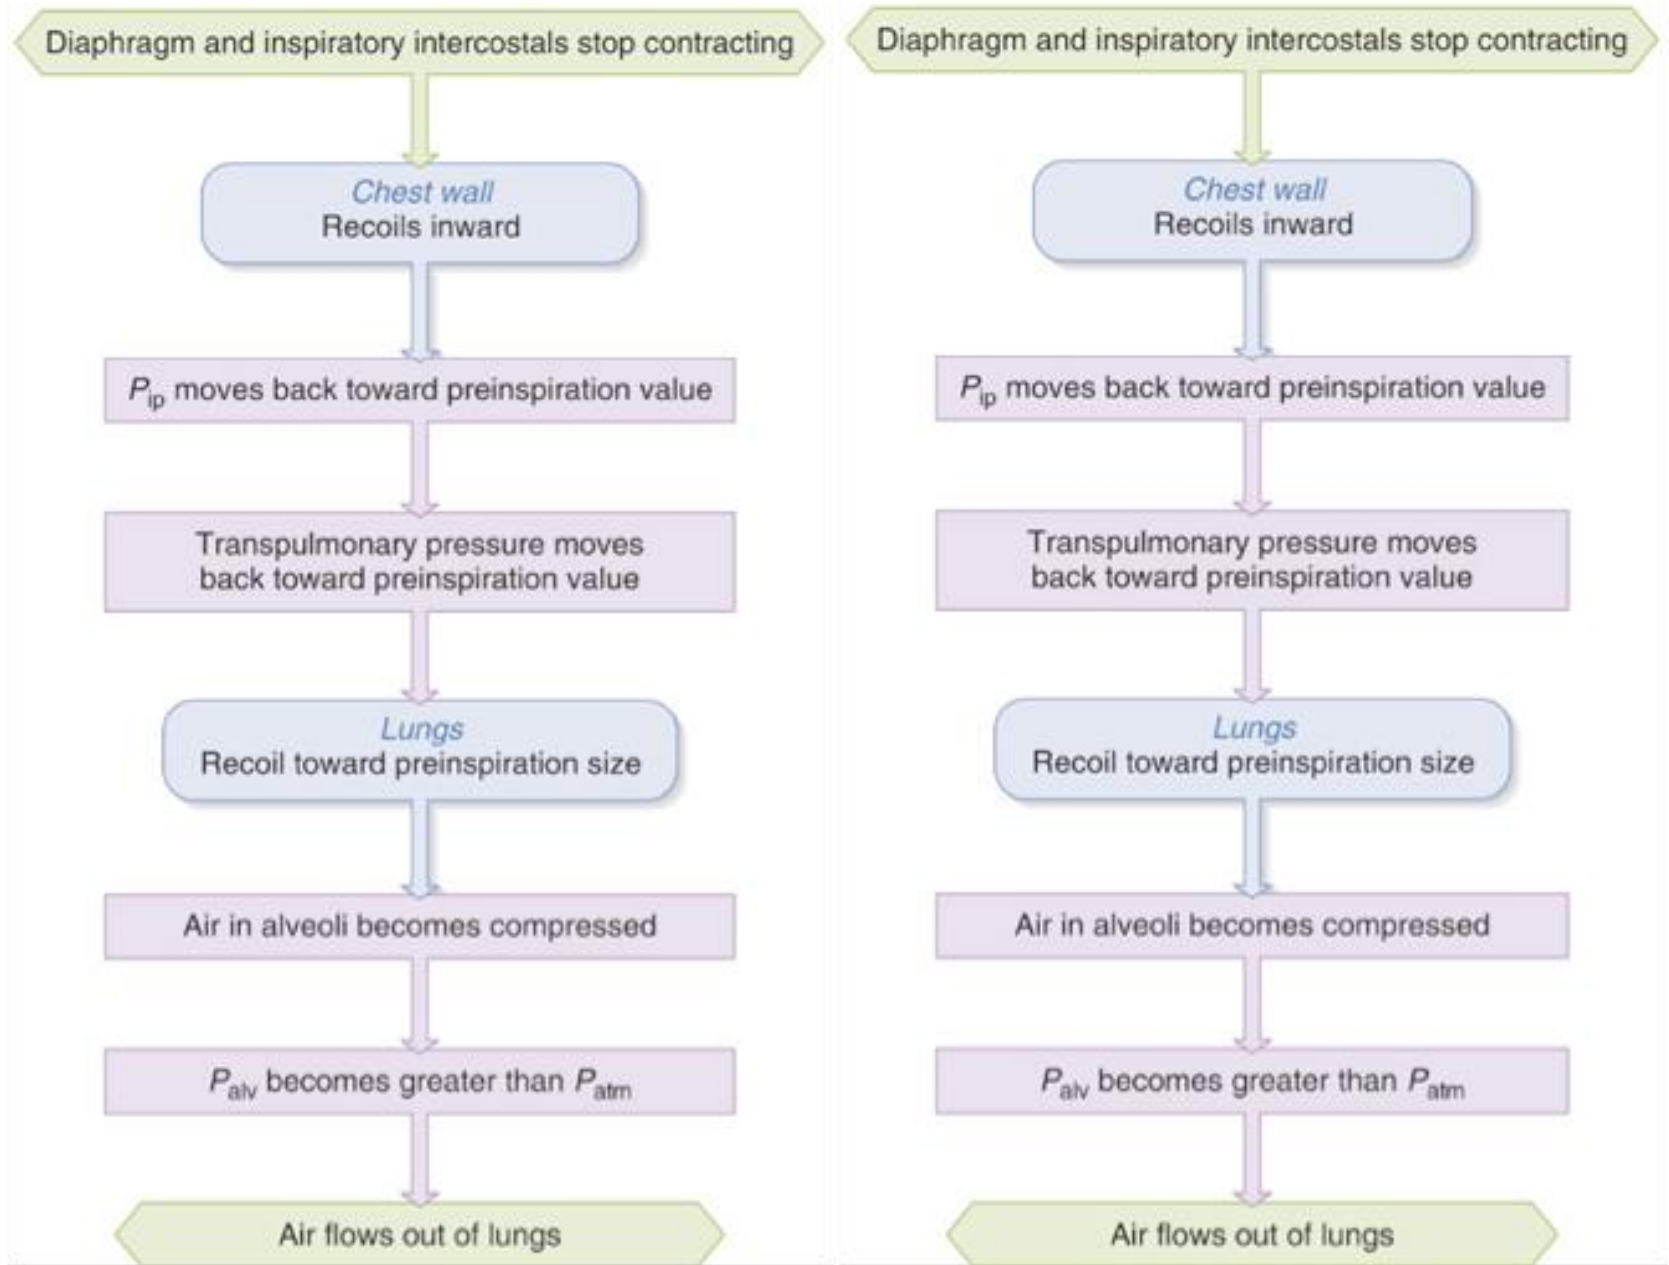 Diaphragm and inspiratory intercostals stop contracting
Chest wall
Recoils inward
Pip moves back toward preinspiration value
Transpulmonary pressure moves
back toward preinspiration value
Lungs
Recoil toward preinspiration size
Air in alveoli becomes compressed
Palv becomes greater than Patm
Air flows out of lungs
Diaphragm and inspiratory intercostals stop contracting
Chest wall
Recoils inward
Pip moves back toward preinspiration value
Transpulmonary pressure moves
back toward preinspiration value
Lungs
Recoil toward preinspiration size
Air in alveoli becomes compressed
Palv becomes greater than Patm
Air flows out of lungs